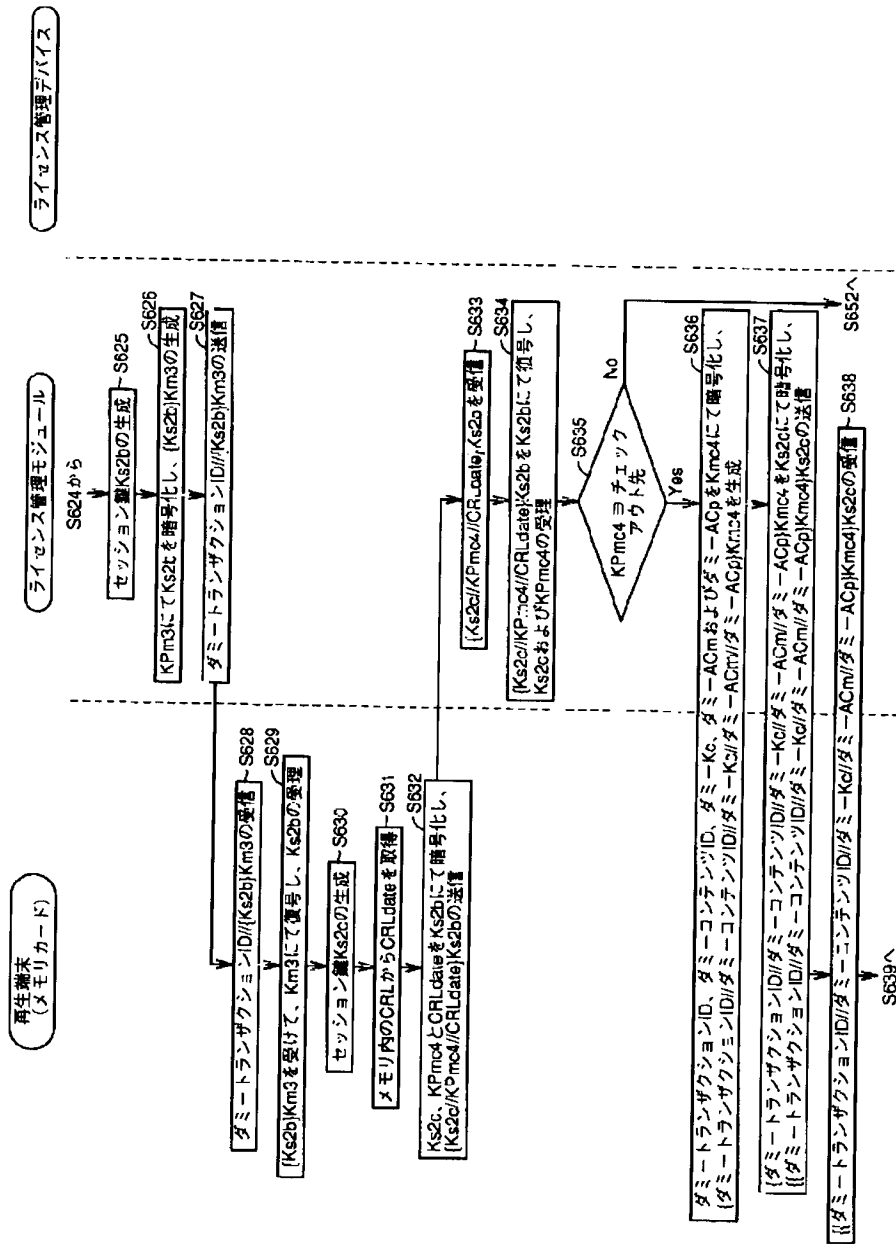 再生端末
(メモリカード)
ライセンス管理モジュール
ライセンス管理デバイス
S624から
セッション鍵Ks2bの生成
S625
KPm3にてKs2bを暗号化し、{Ks2b}Km3の生成
S626
ダミートランザクションID//{Ks2b}Km3の送信
S627
ダミートランザクションID//{Ks2b}Km3の受信
S628
{Ks2b}Km3を受けて、Km3にて復号し、Ks2bの受理
S629
セッション鍵Ks2cの生成
S630
メモリ内のCRLからCRLdateを取得
S631
Ks2c、KPmc4とCRLdateをKs2bにて暗号化し、
{Ks2c//KPmc4//CRLdate}Ks2bの送信
S632
{Ks2c//KPmc4//CRLdate}Ks2bを受信
S633
{Ks2c//KPmc4//CRLdate}Ks2bをKs2bにて復号し、
Ks2cおよびKPmc4の受理
S634
KPmc4 ∋ チェック
アウト先
S635
No
Yes
S652へ
ダミートランザクションID、ダミーコンテンツID、ダミーKc、ダミーACmおよびダミーACpをKmc4にて暗号化し、
{ダミートランザクションID//ダミーコンテンツID//ダミーKc//ダミーACm//ダミーACp}Kmc4を生成
S636
{ダミートランザクションID//ダミーコンテンツID//ダミーKc//ダミーACm//ダミーACp}Kmc4をKs2cにて暗号化し、
{{ダミートランザクションID//ダミーコンテンツID//ダミーKc//ダミーACm//ダミーACp}Kmc4}Ks2cの送信
S637
{{ダミートランザクションID//ダミーコンテンツID//ダミーKc//ダミーACm//ダミーACp}Kmc4}Ks2cの受信
S638
S639へ